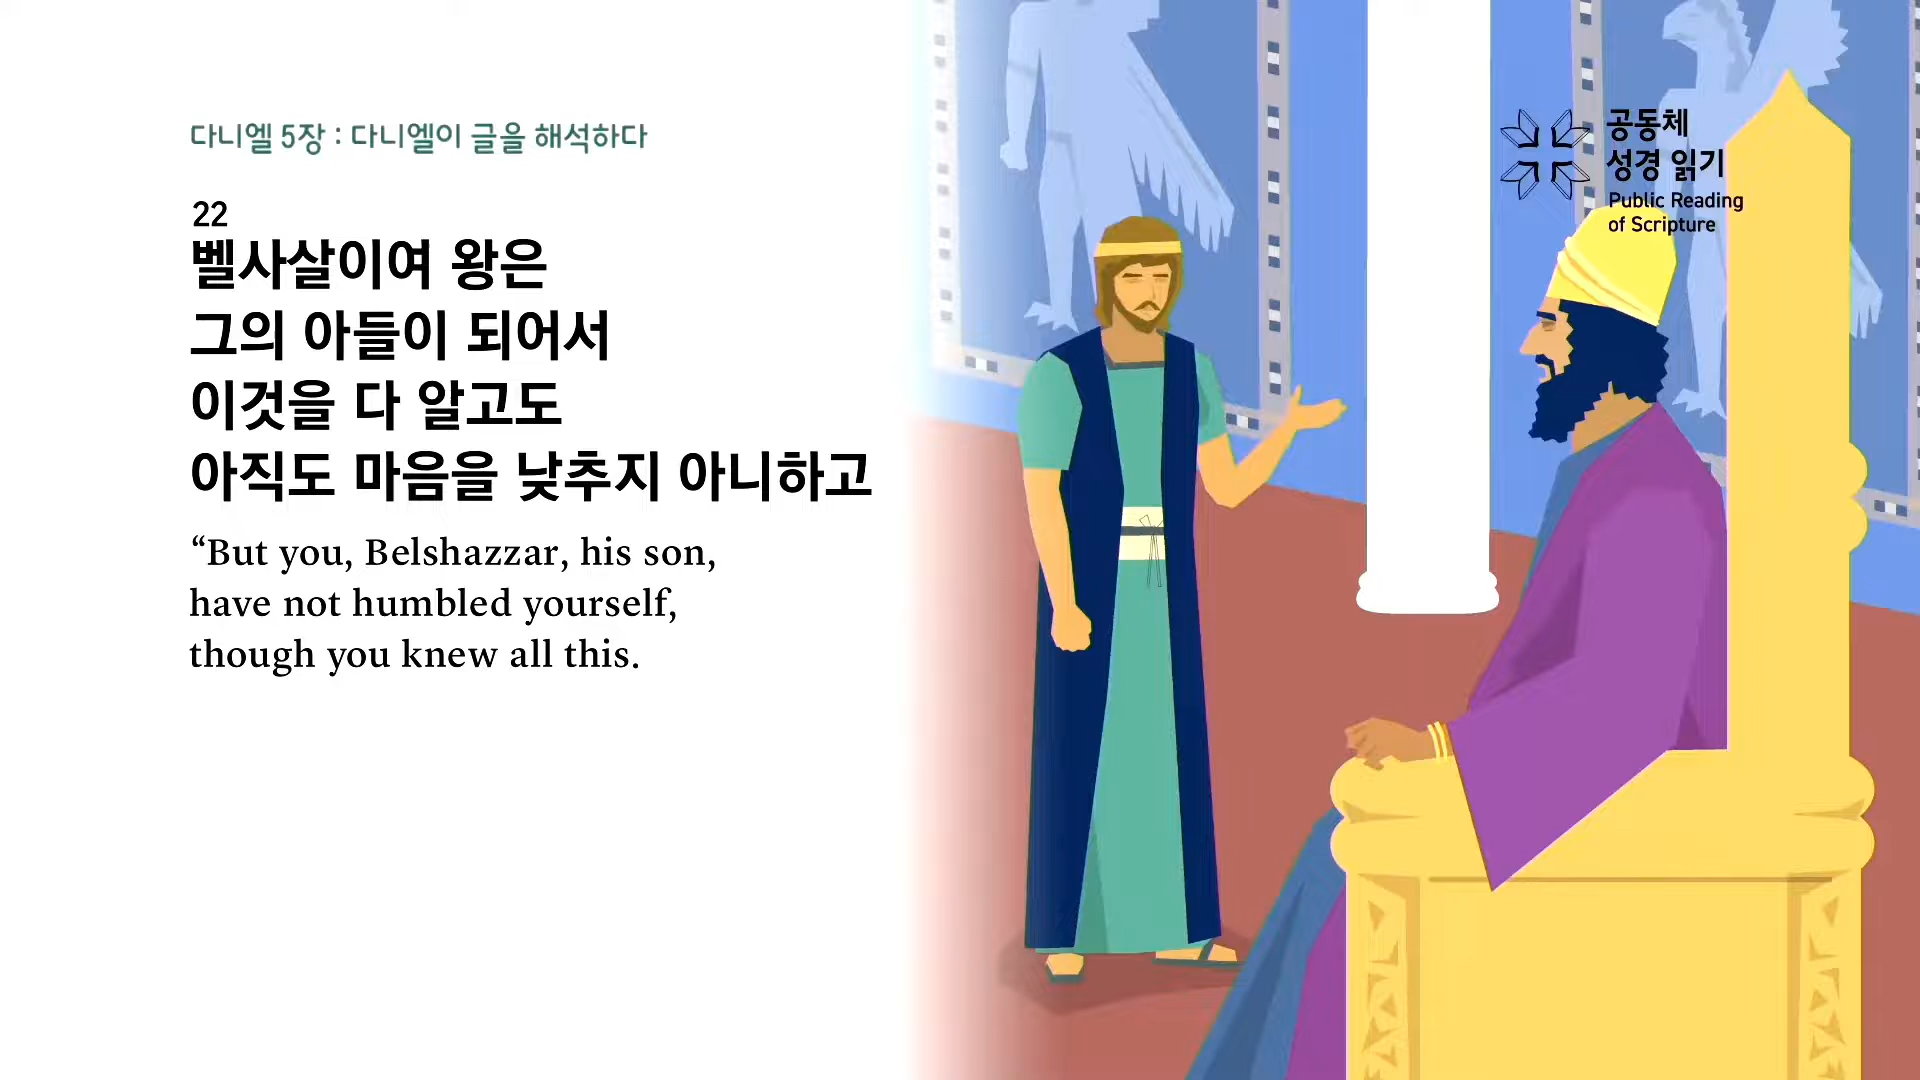 다니엘 5장 : 다니엘이 글을 해석하다
22
벨사살이여 왕은
그의 아들이 되어서
이것을 다 알고도
아직도 마음을 낮추지 아니하고
“But you, Belshazzar, his son,
have not humbled yourself,
though you knew all this.
공동체
성경 읽기
Public Reading
of Scripture